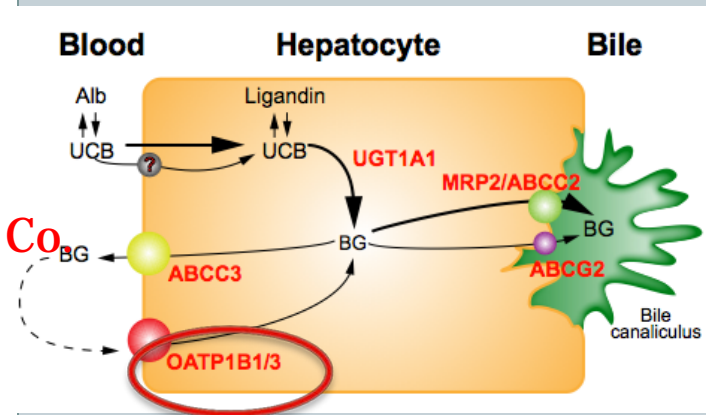 Blood Hepatocyte Bile
Alb Ligandin
UCB UCB UGT1A1
?
MRP2/ABCC2
Co. BG BG BG
ABCC3 ABCG2
Bile
canaliculus
OATP1B1/3